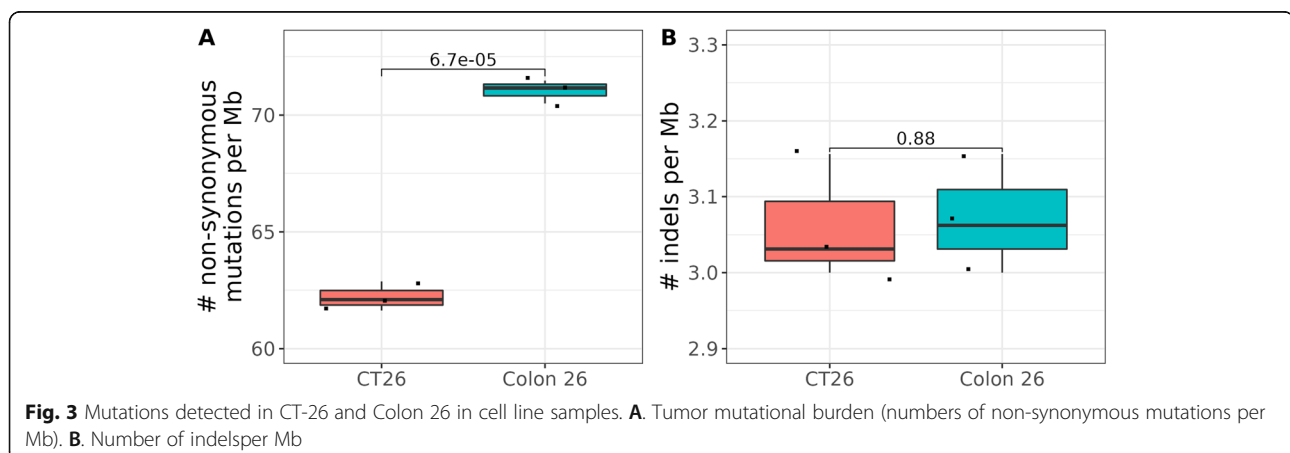 A
# non-synonymous
mutations per Mb
70
65
60
6.7e-05
CT26
Colon 26
B
# indels per Mb
3.3
3.2
3.1
3.0
2.9
0.88
CT26
Colon 26
Fig. 3 Mutations detected in CT-26 and Colon 26 in cell line samples. A. Tumor mutational burden (numbers of non-synonymous mutations per
Mb). B. Number of indelsper Mb